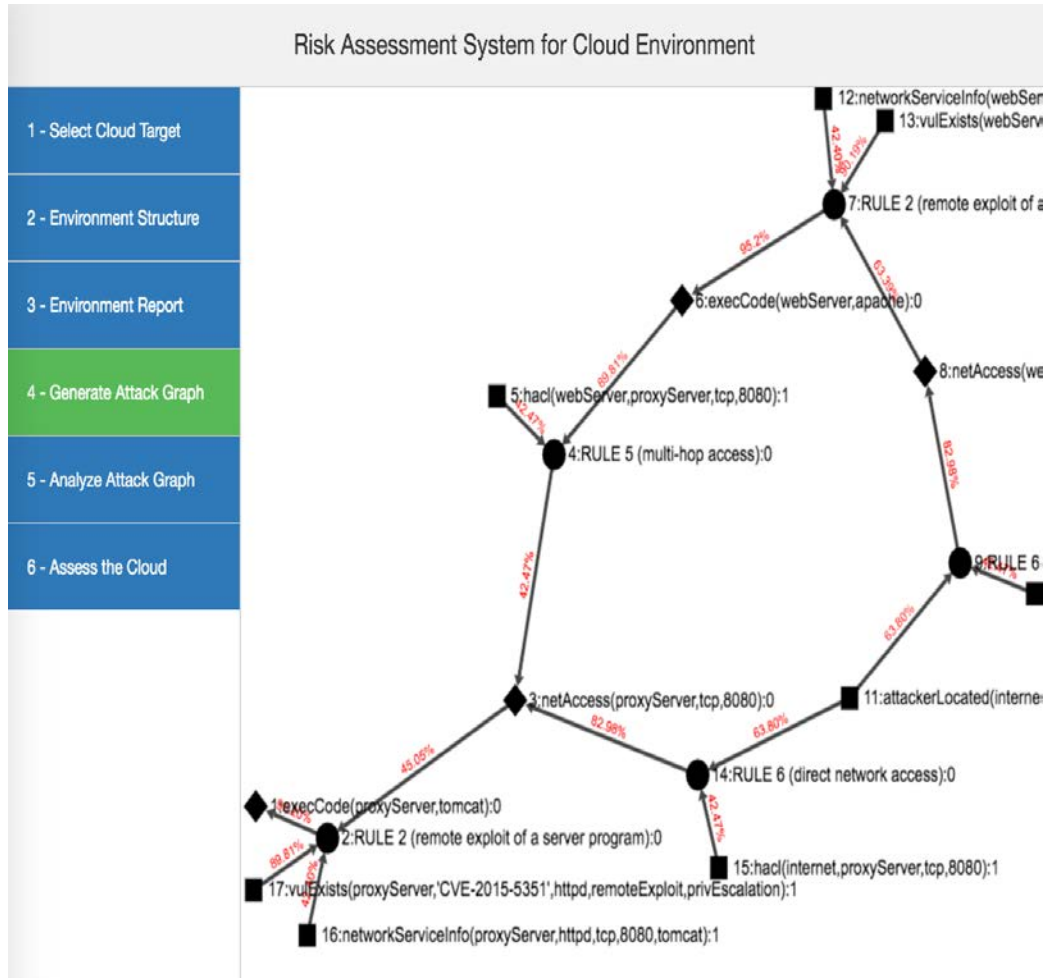 Risk Assessment System for Cloud Environment
1 - Select Cloud Target
2 - Environment Structure
3 - Environment Report
4 - Generate Attack Graph
5 - Analyze Attack Graph
6 - Assess the Cloud
12:networkServiceInfo(webServ
13:vulExists(webServe
42.40%
90.19%
7:RULE 2 (remote exploit of a
95.2%
63.39%
6:execCode(webServer,apache):0
89.81%
8:netAccess(we
5:hacl(webServer,proxyServer,tcp,8080):1
42.47%
4:RULE 5 (multi-hop access):0
82.98%
42.47%
9:RULE 6
63.80%
3:netAccess(proxyServer,tcp,8080):0
11:attackerLocated(interne
82.98%
63.80%
45.05%
14:RULE 6 (direct network access):0
1:execCode(proxyServer,tomcat):0
42.47%
2:RULE 2 (remote exploit of a server program):0
89.81%
15:hacl(internet,proxyServer,tcp,8080):1
17:vulExists(proxyServer,'CVE-2015-5351',httpd,remoteExploit,privEscalation):1
16:networkServiceInfo(proxyServer,httpd,tcp,8080,tomcat):1